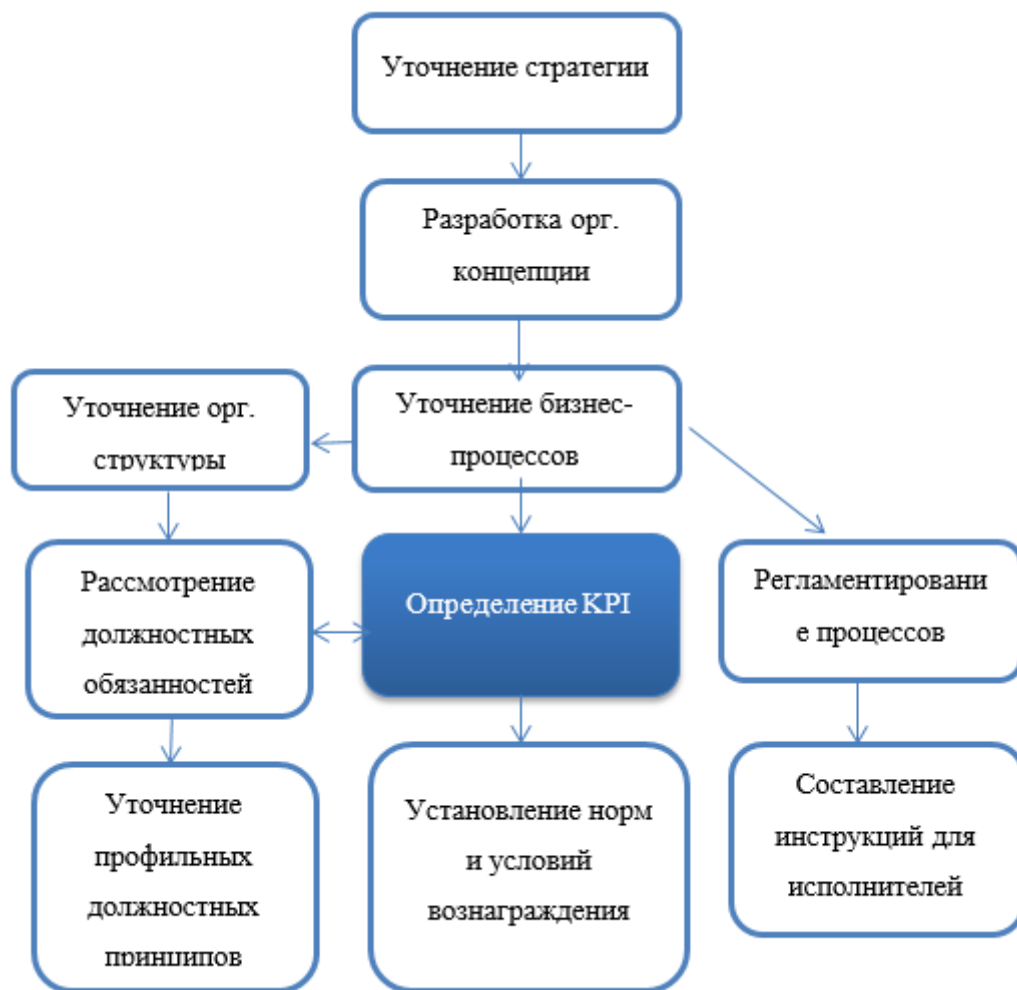 Уточнение стратегии
Разработка орг.
концепции
Уточнение орг.
структуры
Уточнение бизнес-
процессов
Рассмотрение
должностных
обязанностей
Определение KPI
Регламентировани
е процессов
Уточнение
профильных
должностных
принципов
Установление норм
и условий
вознаграждения
Составление
инструкций для
исполнителей